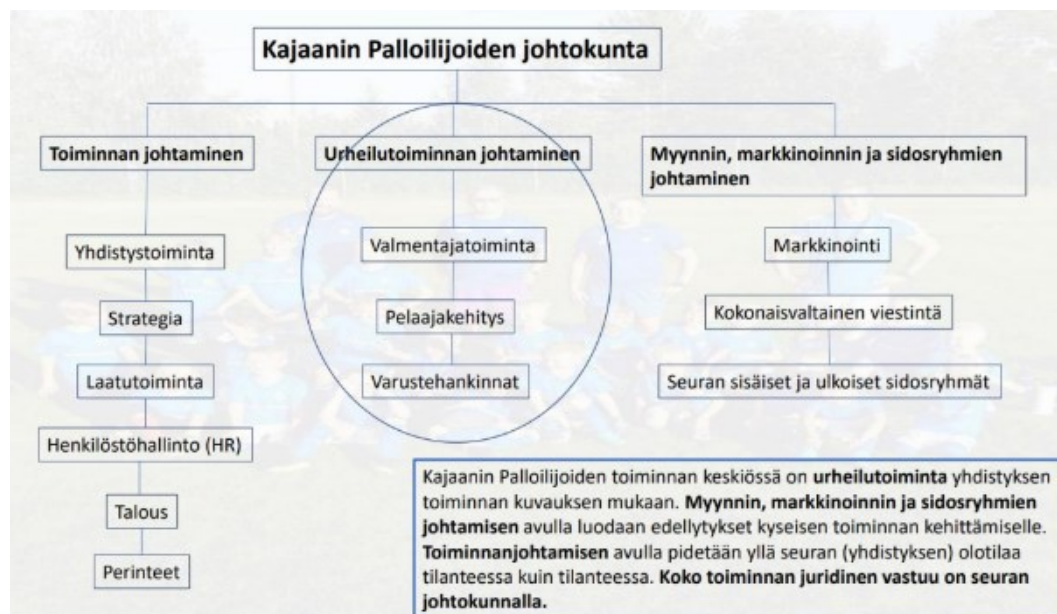 Kajaanin Palloilijoiden johtokunta
Toiminnan johtaminen
Urheilutoiminnan johtaminen
Myynnin, markkinoinnin ja sidosryhmien
johtaminen
Yhdistystoiminta
Strategia
Laatutoiminta
Henkilöstöhallinto (HR)
Talous
Perinteet
Valmentajatoiminta
Pelaajakehitys
Varustehankinnat
Markkinointi
Kokonaisvaltainen viestintä
Seuran sisäiset ja ulkoiset sidosryhmät
Kajaanin Palloilijoiden toiminnan keskiössä on urheilutoiminta yhdistyksen
toiminnan kuvauksen mukaan. Myynnin, markkinoinnin ja sidosryhmien
johtamisen avulla luodaan edellytykset kyseisen toiminnan kehittämiselle.
Toiminnanjohtamisen avulla pidetään yllä seuran (yhdistyksen) olotilaa
tilanteessa kuin tilanteessa. Koko toiminnan juridinen vastuu on seuran
johtokunnalla.